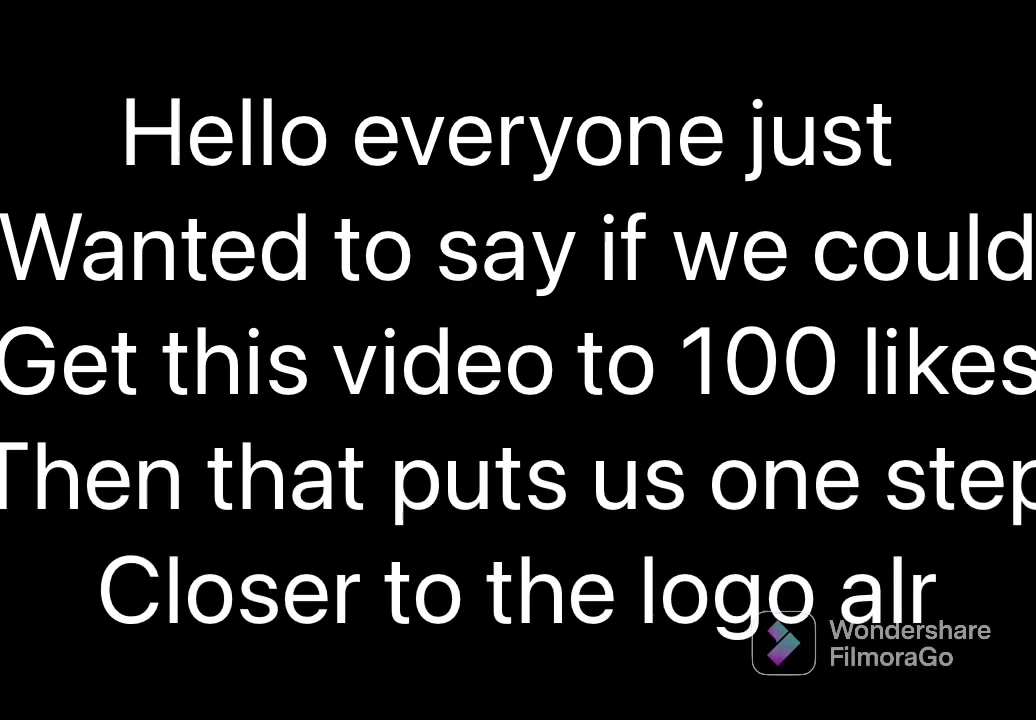 Hello everyone just
Wanted to say if we could
Get this video to 100 likes
Then that puts us one step
Closer to the logo alr
Wondershare
FilmoraGo